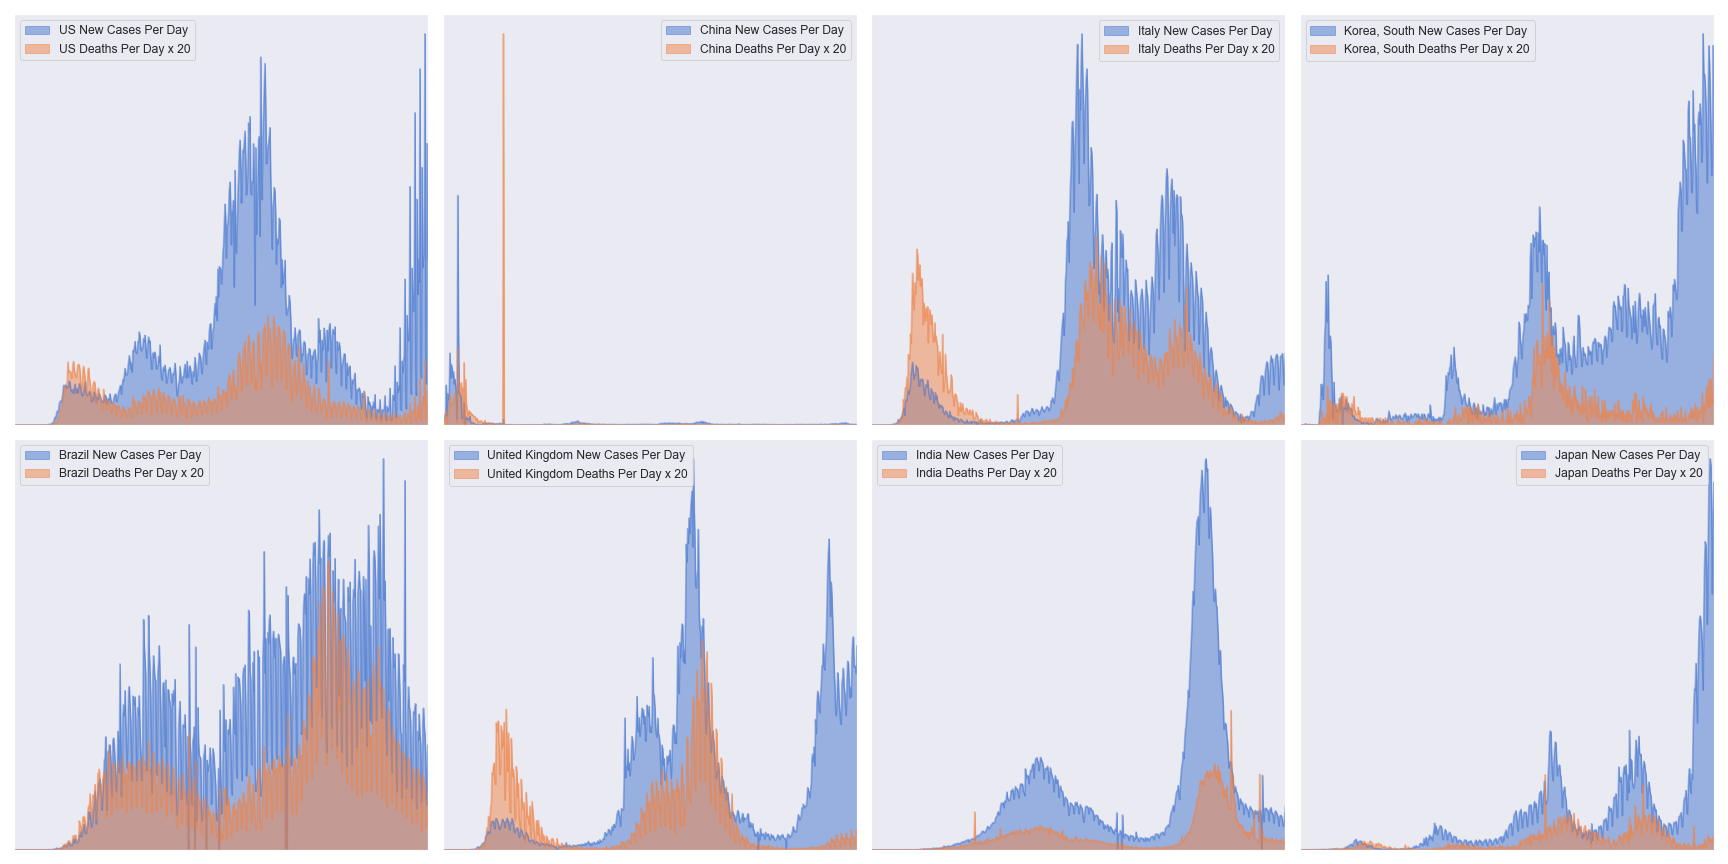 US New Cases Per Day
US Deaths Per Day x 20
China New Cases Per Day
China Deaths Per Day x 20
Italy New Cases Per Day
Italy Deaths Per Day x 20
Korea, South New Cases Per Day
Korea, South Deaths Per Day x 20
Brazil New Cases Per Day
Brazil Deaths Per Day x 20
United Kingdom New Cases Per Day
United Kingdom Deaths Per Day x 20
India New Cases Per Day
India Deaths Per Day x 20
Japan New Cases Per Day
Japan Deaths Per Day x 20